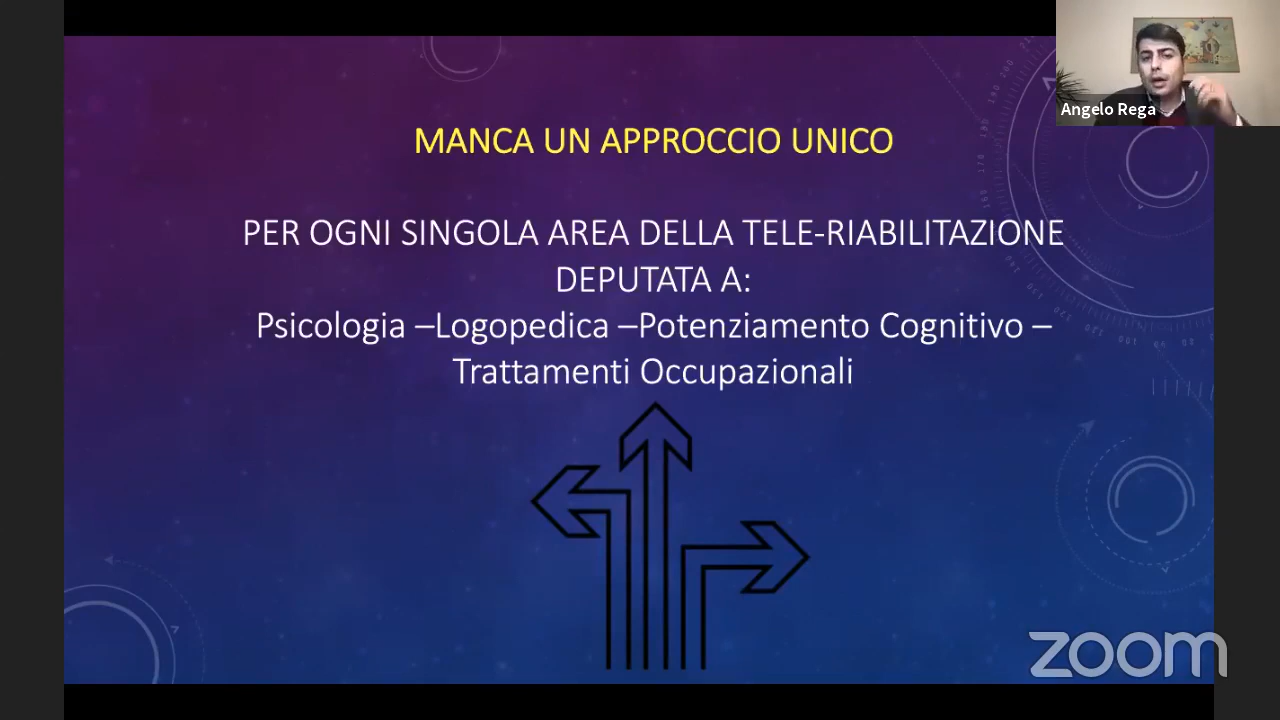 MANCA UN APPROCCIO UNICO
PER OGNI SINGOLA AREA DELLA TELE-RIABILITAZIONE
DEPUTATA A:
Psicologia –Logopedica –Potenziamento Cognitivo –
Trattamenti Occupazionali
Angelo Rega
zoom